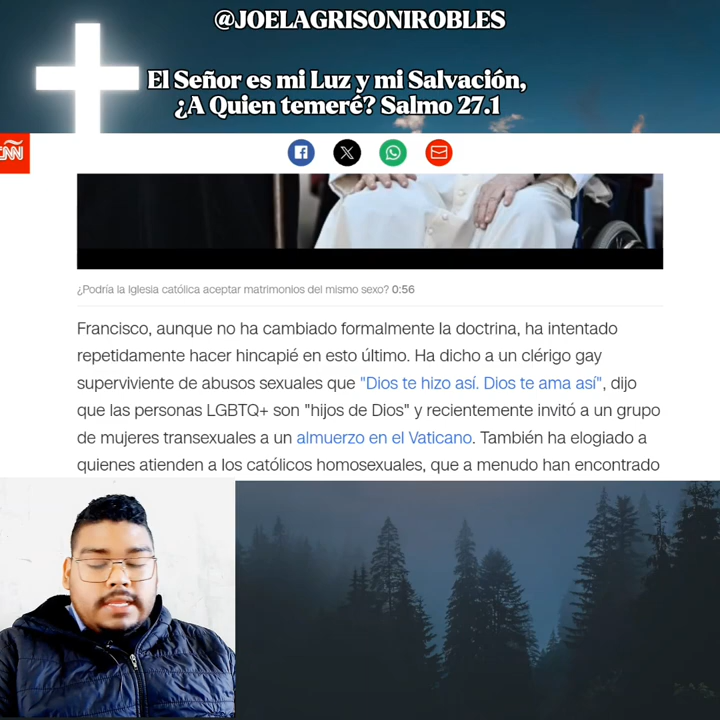 @JOELAGRISONIROBLES
El Señor es mi Luz y mi Salvación,
¿A Quien temeré? Salmo 27.1
CNN
¿Podría la Iglesia católica aceptar matrimonios del mismo sexo? 0:56
Francisco, aunque no ha cambiado formalmente la doctrina, ha intentado
repetidamente hacer hincapié en esto último. Ha dicho a un clérigo gay
superviviente de abusos sexuales que "Dios te hizo así. Dios te ama así", dijo
que las personas LGBTQ+ son "hijos de Dios" y recientemente invitó a un grupo
de mujeres transexuales a un almuerzo en el Vaticano. También ha elogiado a
quienes atienden a los católicos homosexuales, que a menudo han encontrado